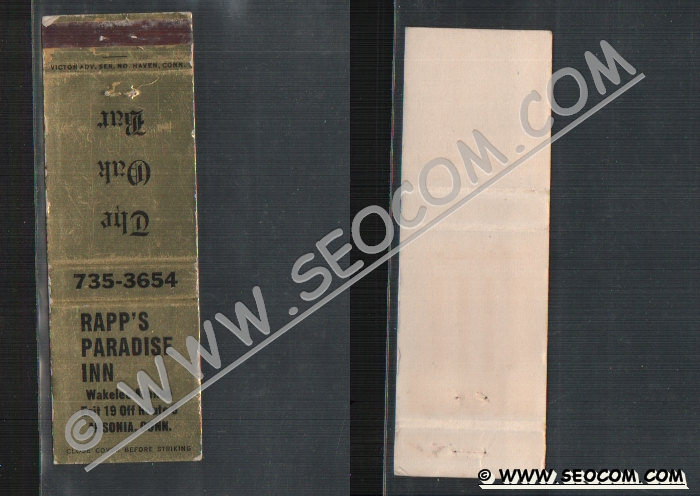 VICTOR ADV. SER. NO. HAVEN, CONN.
The
Oak
Bar
735-3654
RAPP'S
PARADISE
INN
Wakelee
Exit 19 Off
ANSONIA, CONN.
CLOSE COVER BEFORE STRIKING
© WWW.SEOCOM.COM
© WWW.SEOCOM.COM